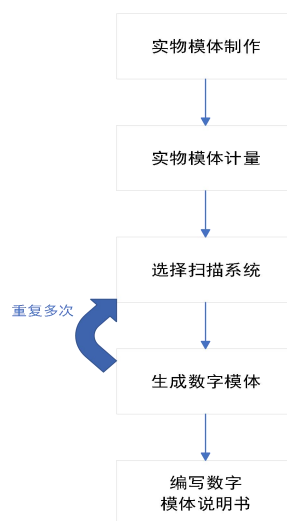 实物模体制作
实物模体计量
选择扫描系统
重复多次
生成数字模体
编写数字
模体说明书